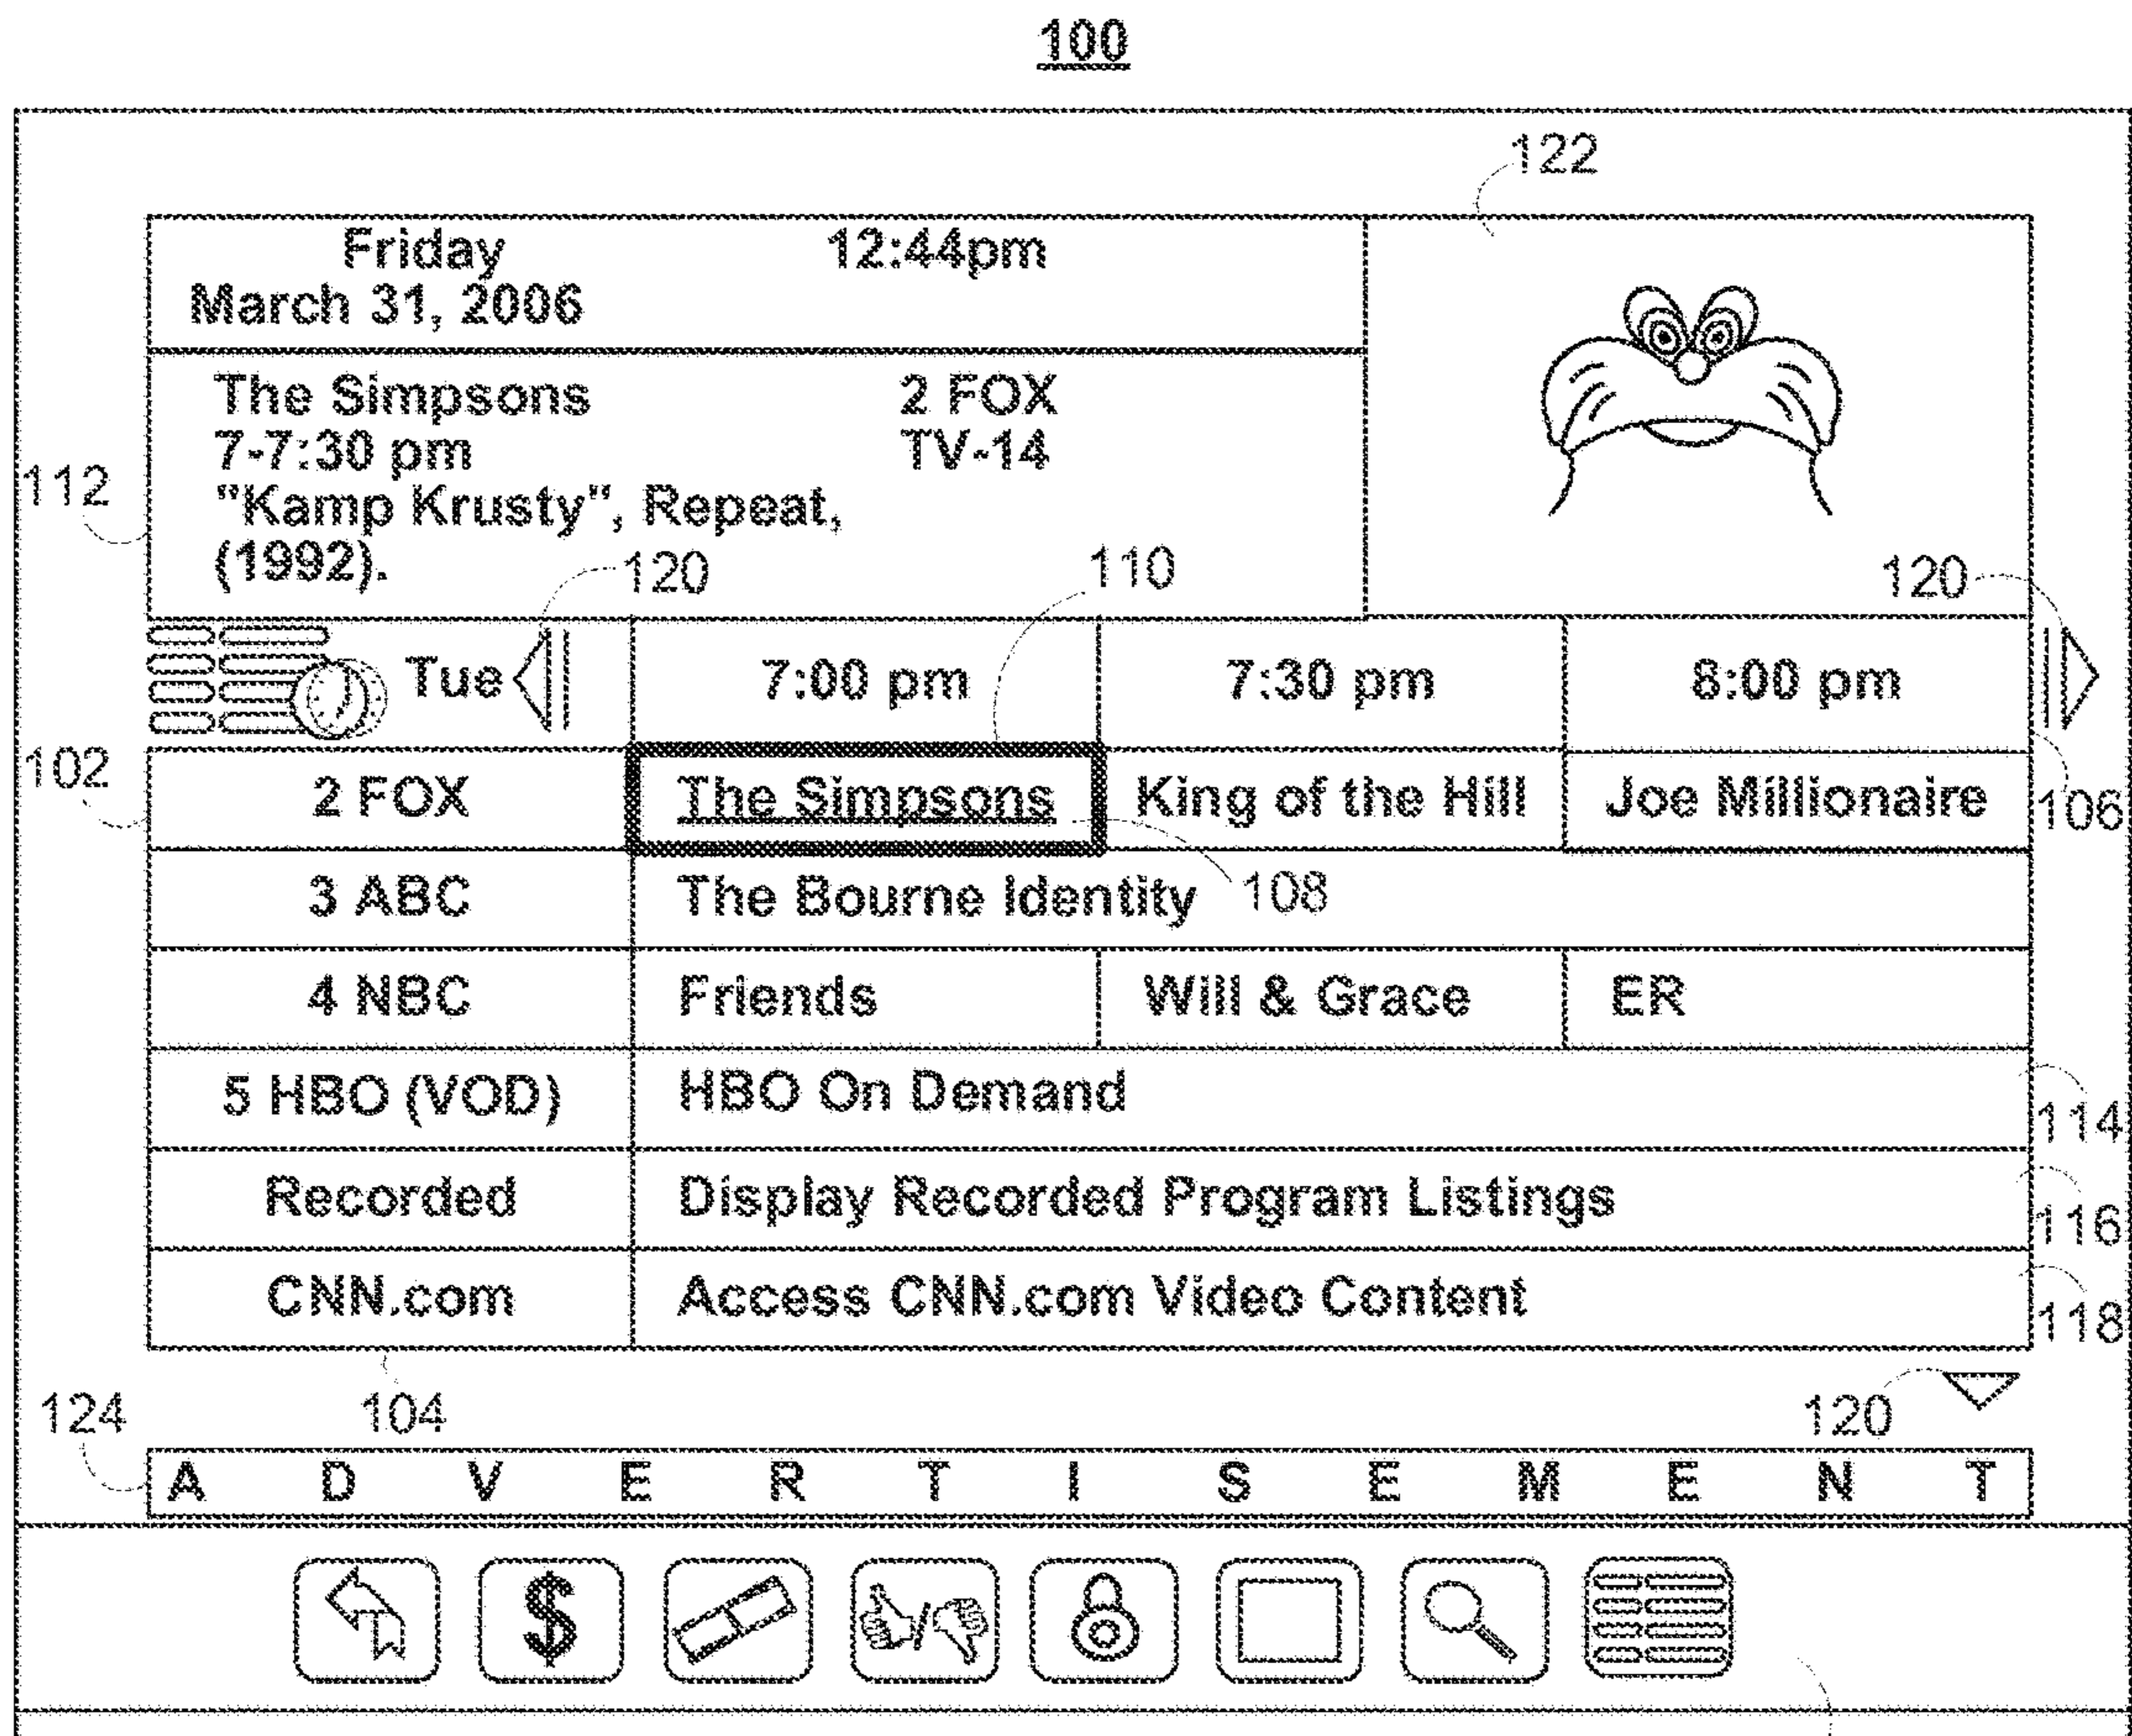 100
122
Friday 12:44pm
March 31, 2006
The Simpsons 2 FOX
7-7:30 pm TV-14
112
"Kamp Krusty", Repeat,
(1992).
120 110 120
Tue 7:00 pm 7:30 pm 8:00 pm
102
2 FOX The Simpsons King of the Hill Joe Millionaire
106
3 ABC The Bourne Identity 108
4 NBC Friends Will & Grace ER
5 HBO (VOD) HBO On Demand
114
Recorded Display Recorded Program Listings
116
CNN.com Access CNN.com Video Content
118
124 104 120
A D V E R T I S E M E N T
$ /